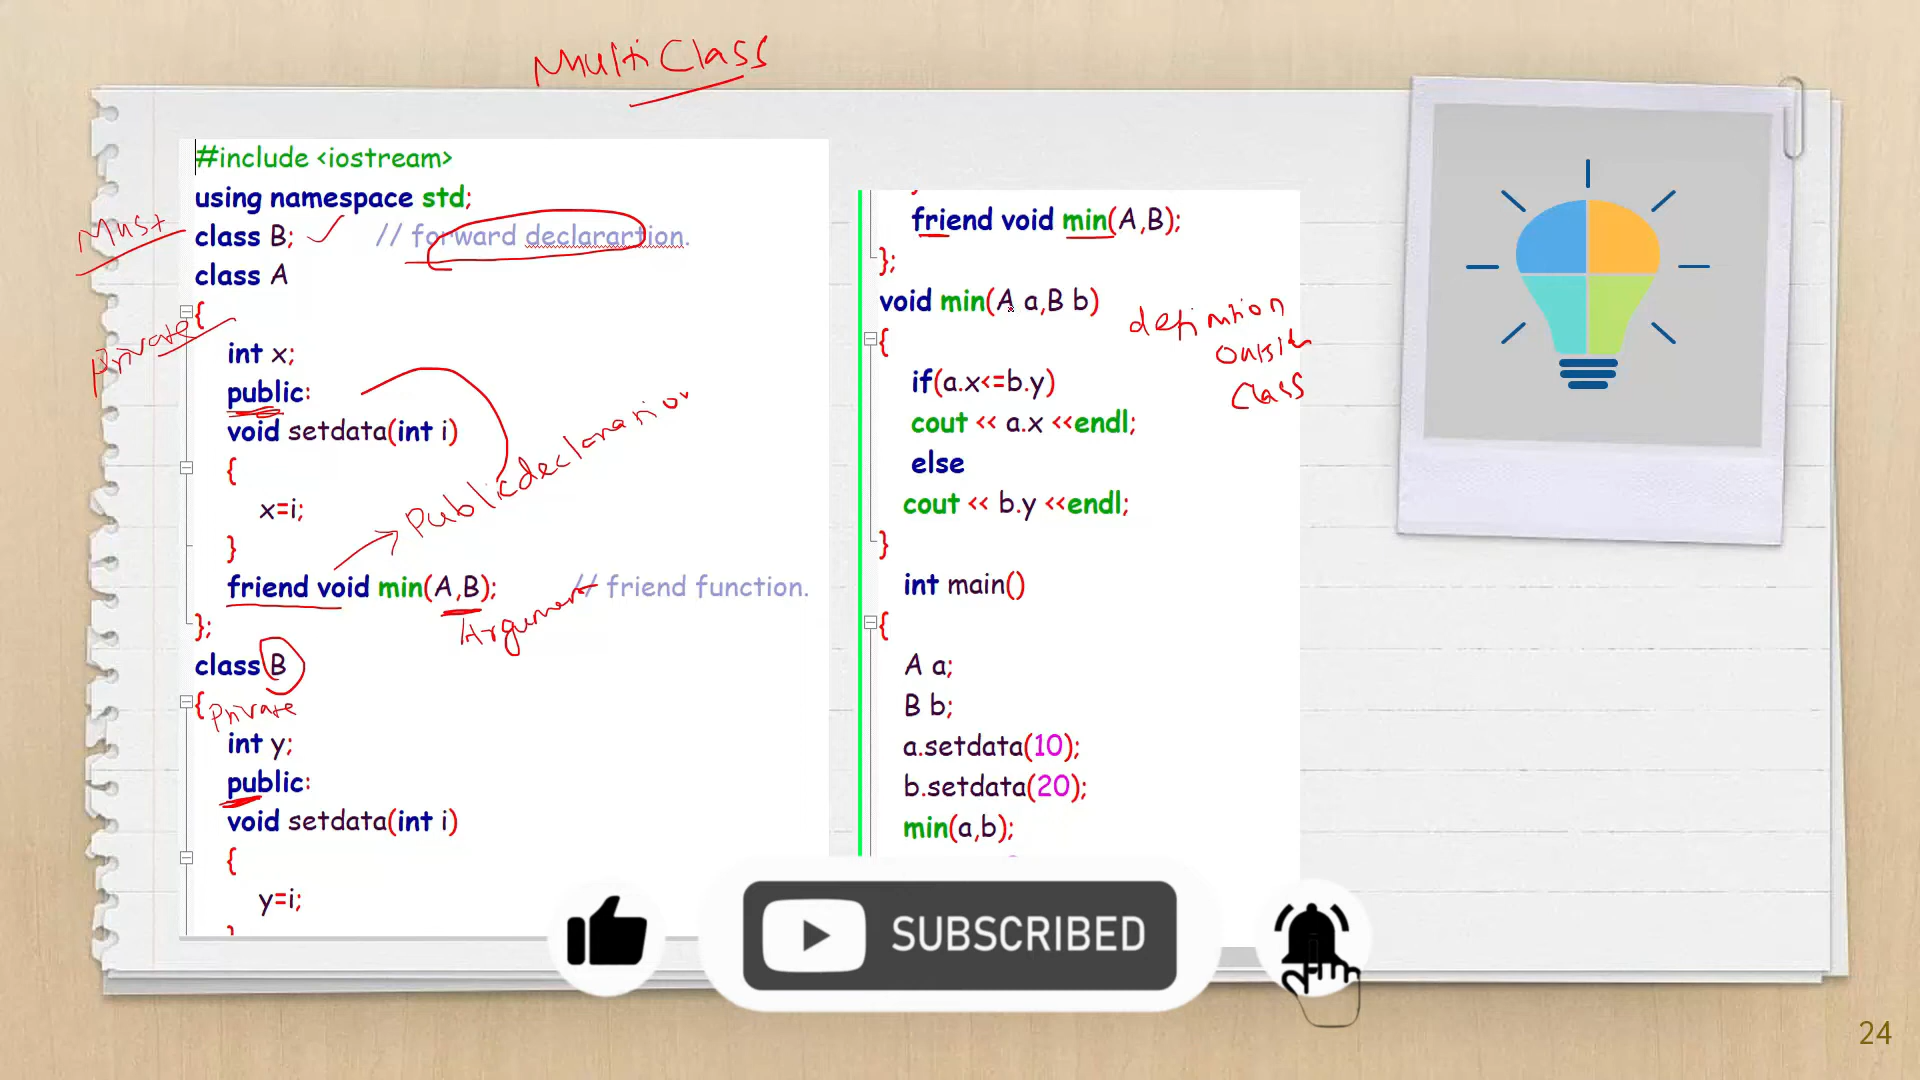 Multi Class
#include <iostream>
using namespace std;
Must
class B; // forward declarartion.
class A
{
Private
int x;
public:
void setdata(int i)
{
x=i;
}
Public declaration
friend void min(A,B); // friend function.
Argument
};
class B
{
Private
int y;
public:
void setdata(int i)
{
y=i;
}
friend void min(A,B);
};
void min(A a,B b)
definition
outside
Class
{
if(a.x<=b.y)
cout << a.x <<endl;
else
cout << b.y <<endl;
}
int main()
{
A a;
B b;
a.setdata(10);
b.setdata(20);
min(a,b);
SUBSCRIBED
24